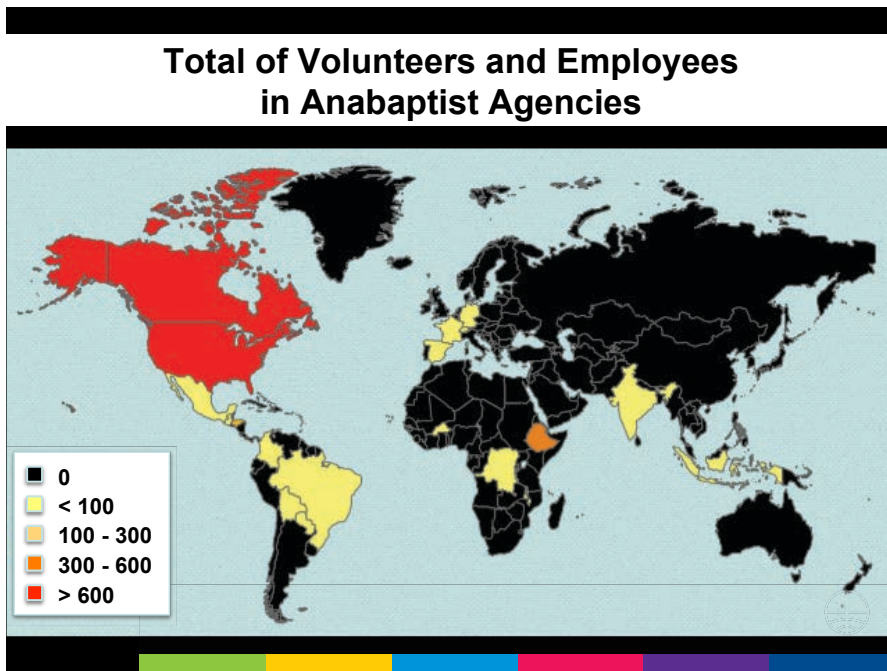 Total of Volunteers and Employees
in Anabaptist Agencies
0
< 100
100 - 300
300 - 600
> 600